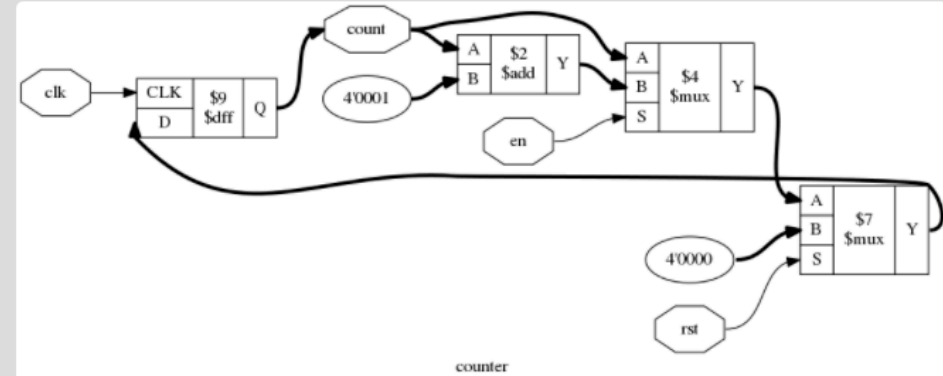 count
clk
CLK
D
$9
$dff
Q
4'0001
A
B
$2
$add
Y
en
A
B
S
$4
$mux
Y
4'0000
rst
A
B
S
$7
$mux
Y
counter